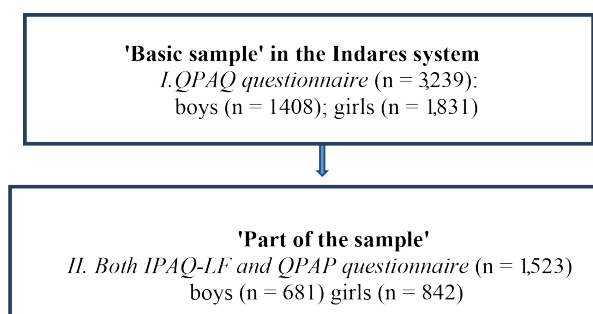 'Basic sample' in the Indares system
I.QPAQ questionnaire (n = 3,239):
boys (n = 1408); girls (n = 1,831)
'Part of the sample'
II. Both IPAQ-LF and QPAP questionnaire (n = 1,523)
boys (n = 681) girls (n = 842)